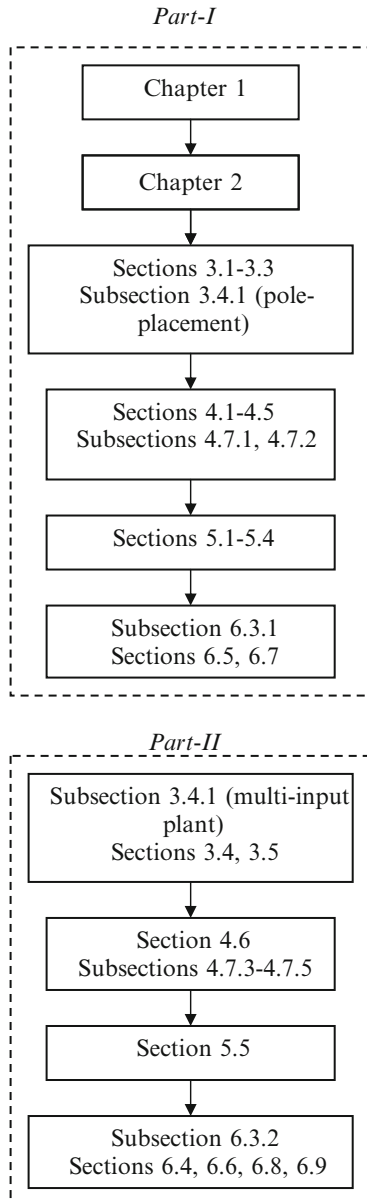 Part-I
Chapter 1
Chapter 2
Sections 3.1-3.3
Subsection 3.4.1 (pole-
placement)
Sections 4.1-4.5
Subsections 4.7.1, 4.7.2
Sections 5.1-5.4
Subsection 6.3.1
Sections 6.5, 6.7
Part-II
Subsection 3.4.1 (multi-input
plant)
Sections 3.4, 3.5
Section 4.6
Subsections 4.7.3-4.7.5
Section 5.5
Subsection 6.3.2
Sections 6.4, 6.6, 6.8, 6.9